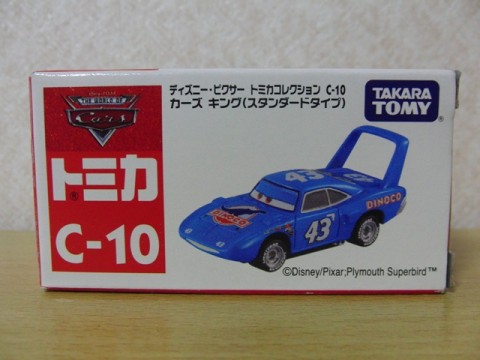 THE WORLD OF
Cars
トミカ®
C-10
ディズニー・ピクサー トミカコレクション C-10
カーズ キング(スタンダードタイプ)
TAKARA
TOMY
43
43
DINOCO
DINOCO
©Disney/Pixar;Plymouth Superbird™